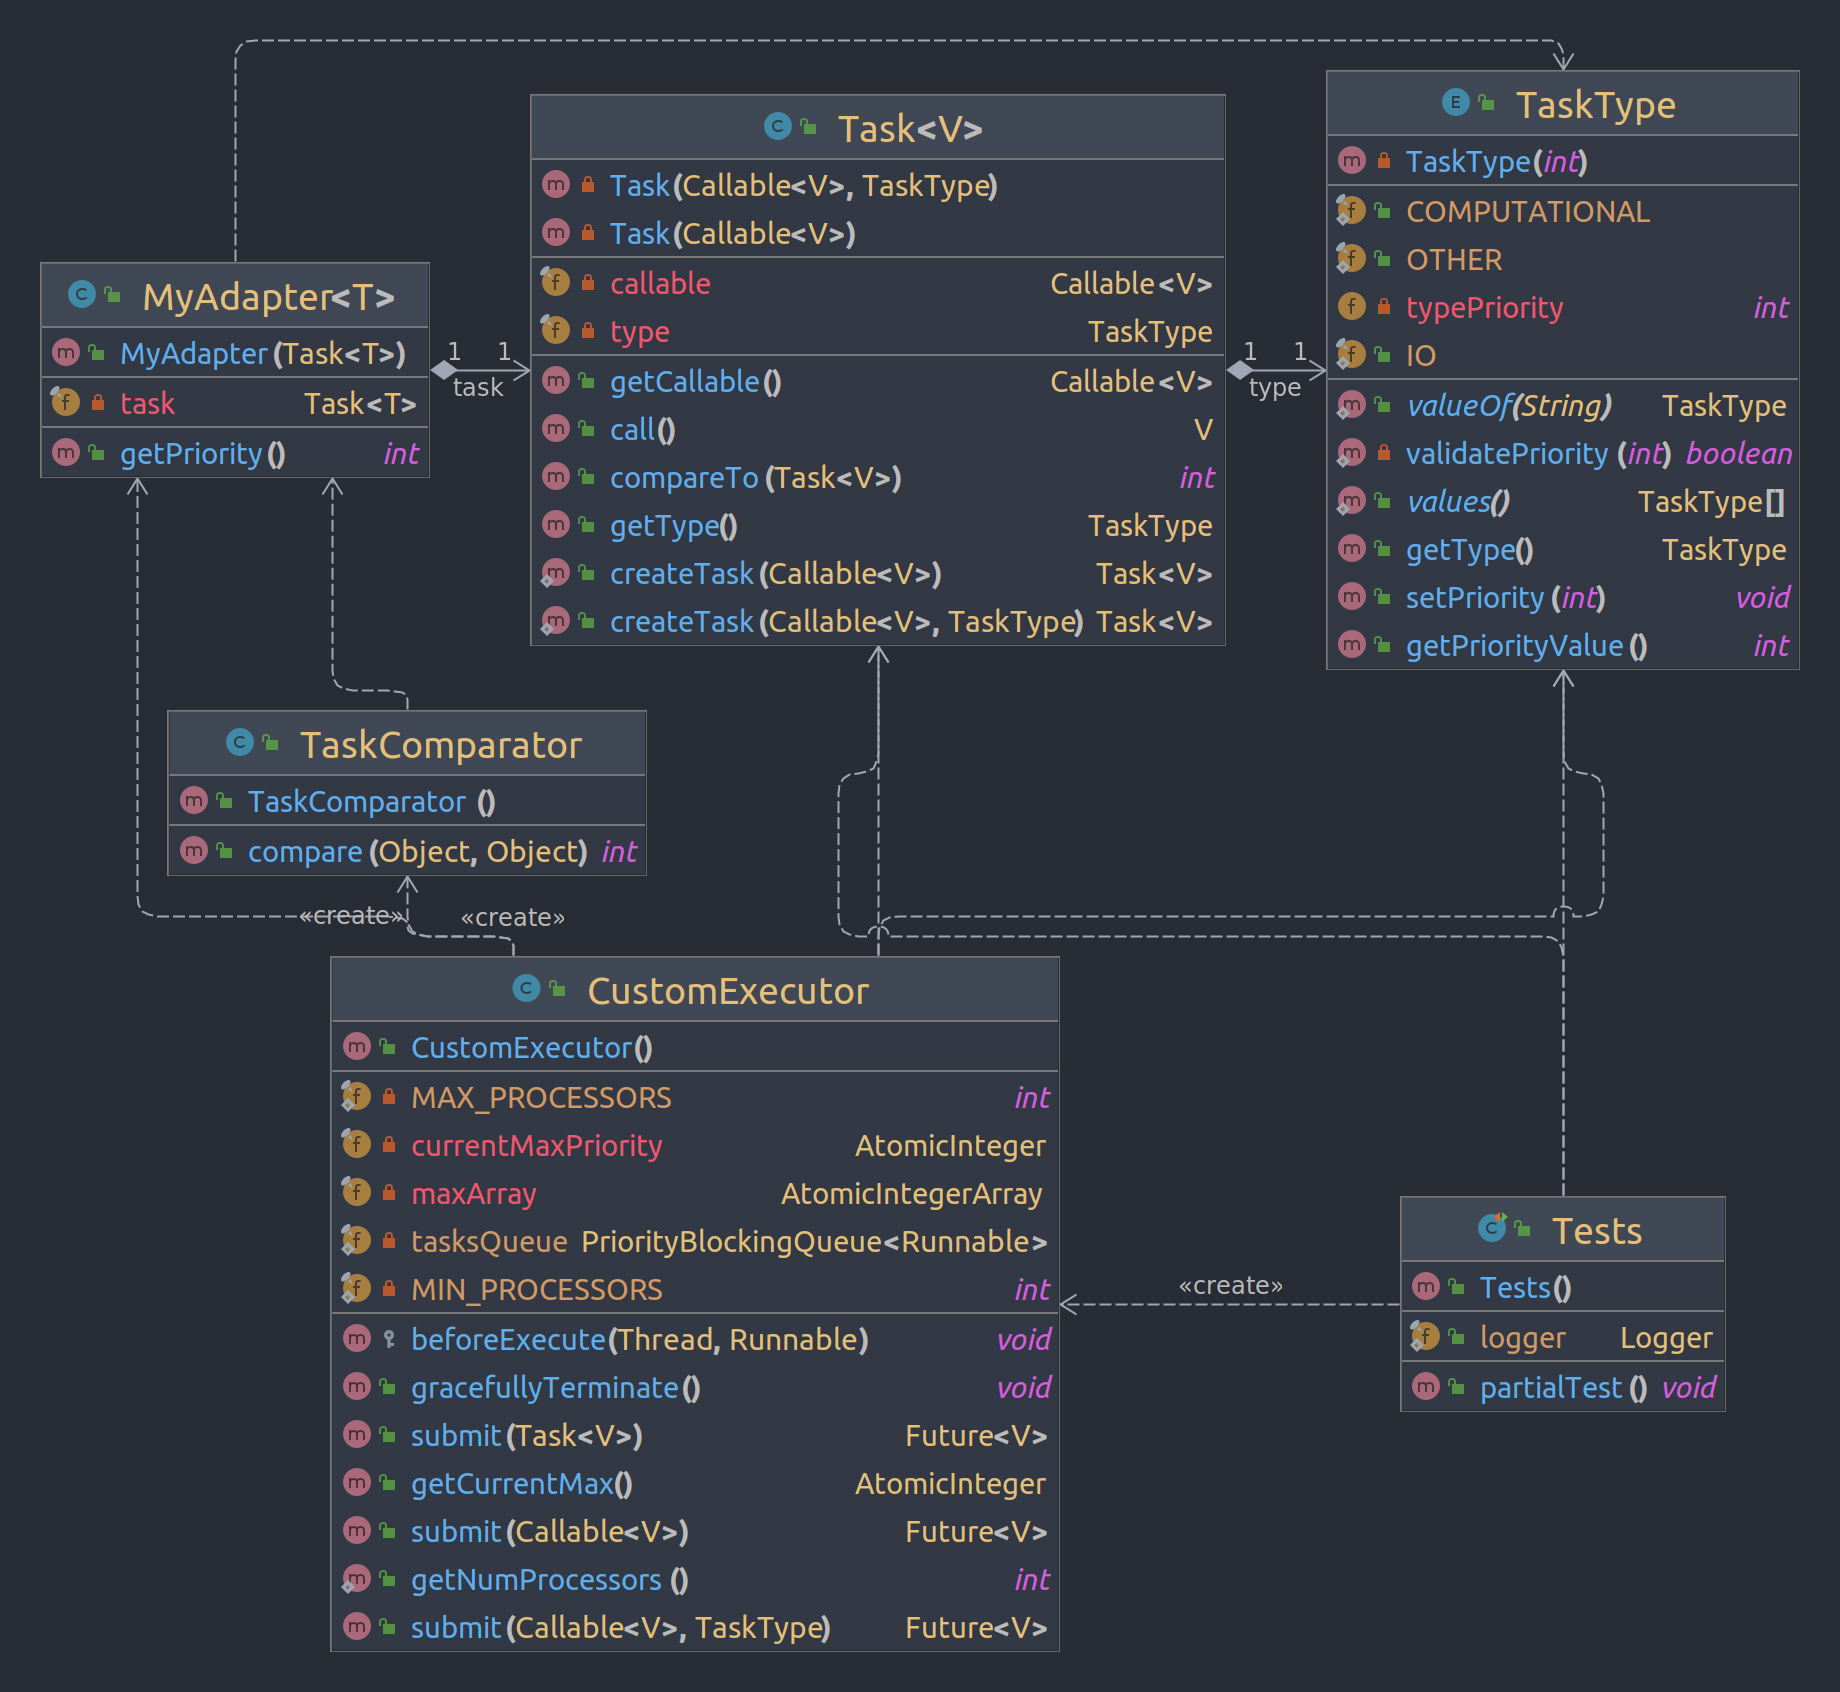 Task<V>
Task(Callable<V>, TaskType)
Task(Callable<V>)
callable Callable<V>
type TaskType
getCallable() Callable<V>
call() V
compareTo(Task<V>) int
getType() TaskType
createTask(Callable<V>) Task<V>
createTask(Callable<V>, TaskType) Task<V>
TaskType
TaskType(int)
COMPUTATIONAL
OTHER
typePriority int
IO
valueOf(String) TaskType
validatePriority(int) boolean
values() TaskType[]
getType() TaskType
setPriority(int) void
getPriorityValue() int
MyAdapter<T>
MyAdapter(Task<T>)
task Task<T>
getPriority() int
1 1
task
1 1
type
TaskComparator
TaskComparator()
compare(Object, Object) int
«create»
«create»
CustomExecutor
CustomExecutor()
MAX_PROCESSORS int
currentMaxPriority AtomicInteger
maxArray AtomicIntegerArray
tasksQueue PriorityBlockingQueue<Runnable>
MIN_PROCESSORS int
beforeExecute(Thread, Runnable) void
gracefullyTerminate() void
submit(Task<V>) Future<V>
getCurrentMax() AtomicInteger
submit(Callable<V>) Future<V>
getNumProcessors() int
submit(Callable<V>, TaskType) Future<V>
«create»
Tests
Tests()
logger Logger
partialTest() void